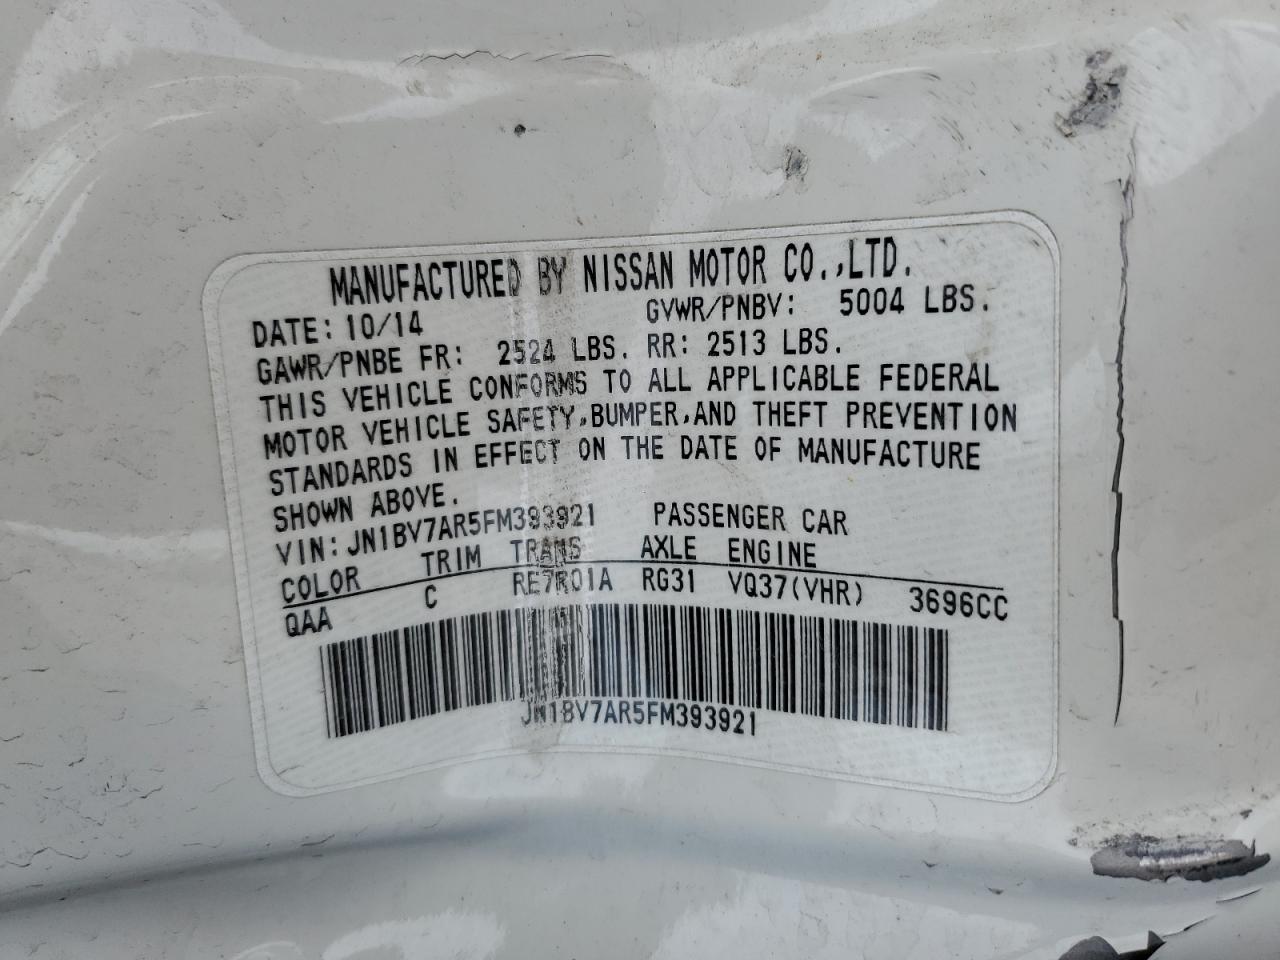 MANUFACTURED BY NISSAN MOTOR CO.,LTD.
DATE: 10/14 GVWR/PNBV: 5004 LBS.
GAWR/PNBE FR: 2524 LBS. RR: 2513 LBS.
THIS VEHICLE CONFORMS TO ALL APPLICABLE FEDERAL
MOTOR VEHICLE SAFETY,BUMPER,AND THEFT PREVENTION
STANDARDS IN EFFECT ON THE DATE OF MANUFACTURE
SHOWN ABOVE.
VIN: JN1BV7AR5FM393921 PASSENGER CAR
COLOR TRIM TRANS AXLE ENGINE
QAA C RE7R01A RG31 VQ37(VHR) 3696CC
JN1BV7AR5FM393921